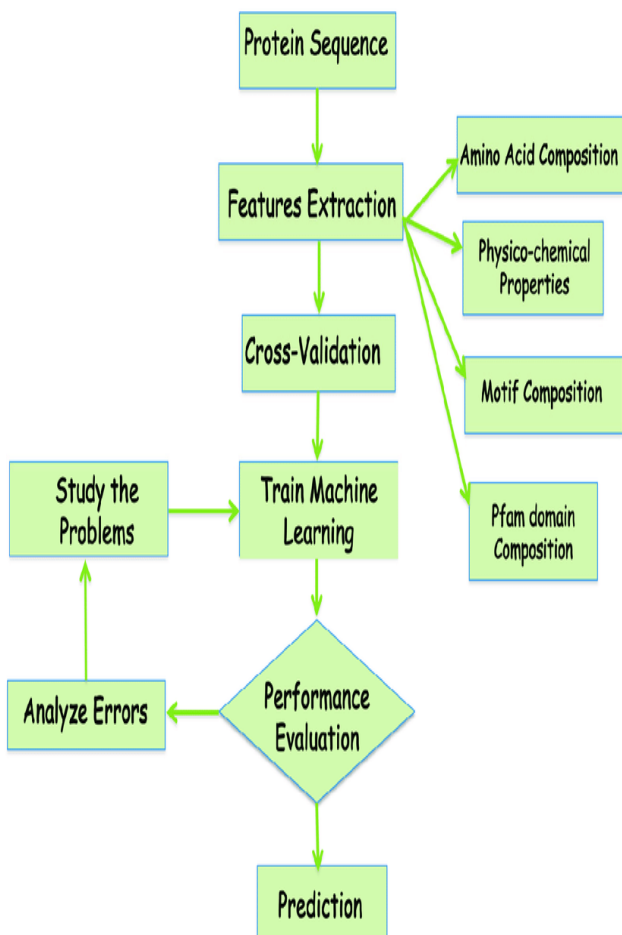 Protein Sequence
Features Extraction
Amino Acid Composition
Physico-chemical
Properties
Cross-Validation
Motif Composition
Study the
Problems
Train Machine
Learning
Pfam domain
Composition
Analyze Errors
Performance
Evaluation
Prediction